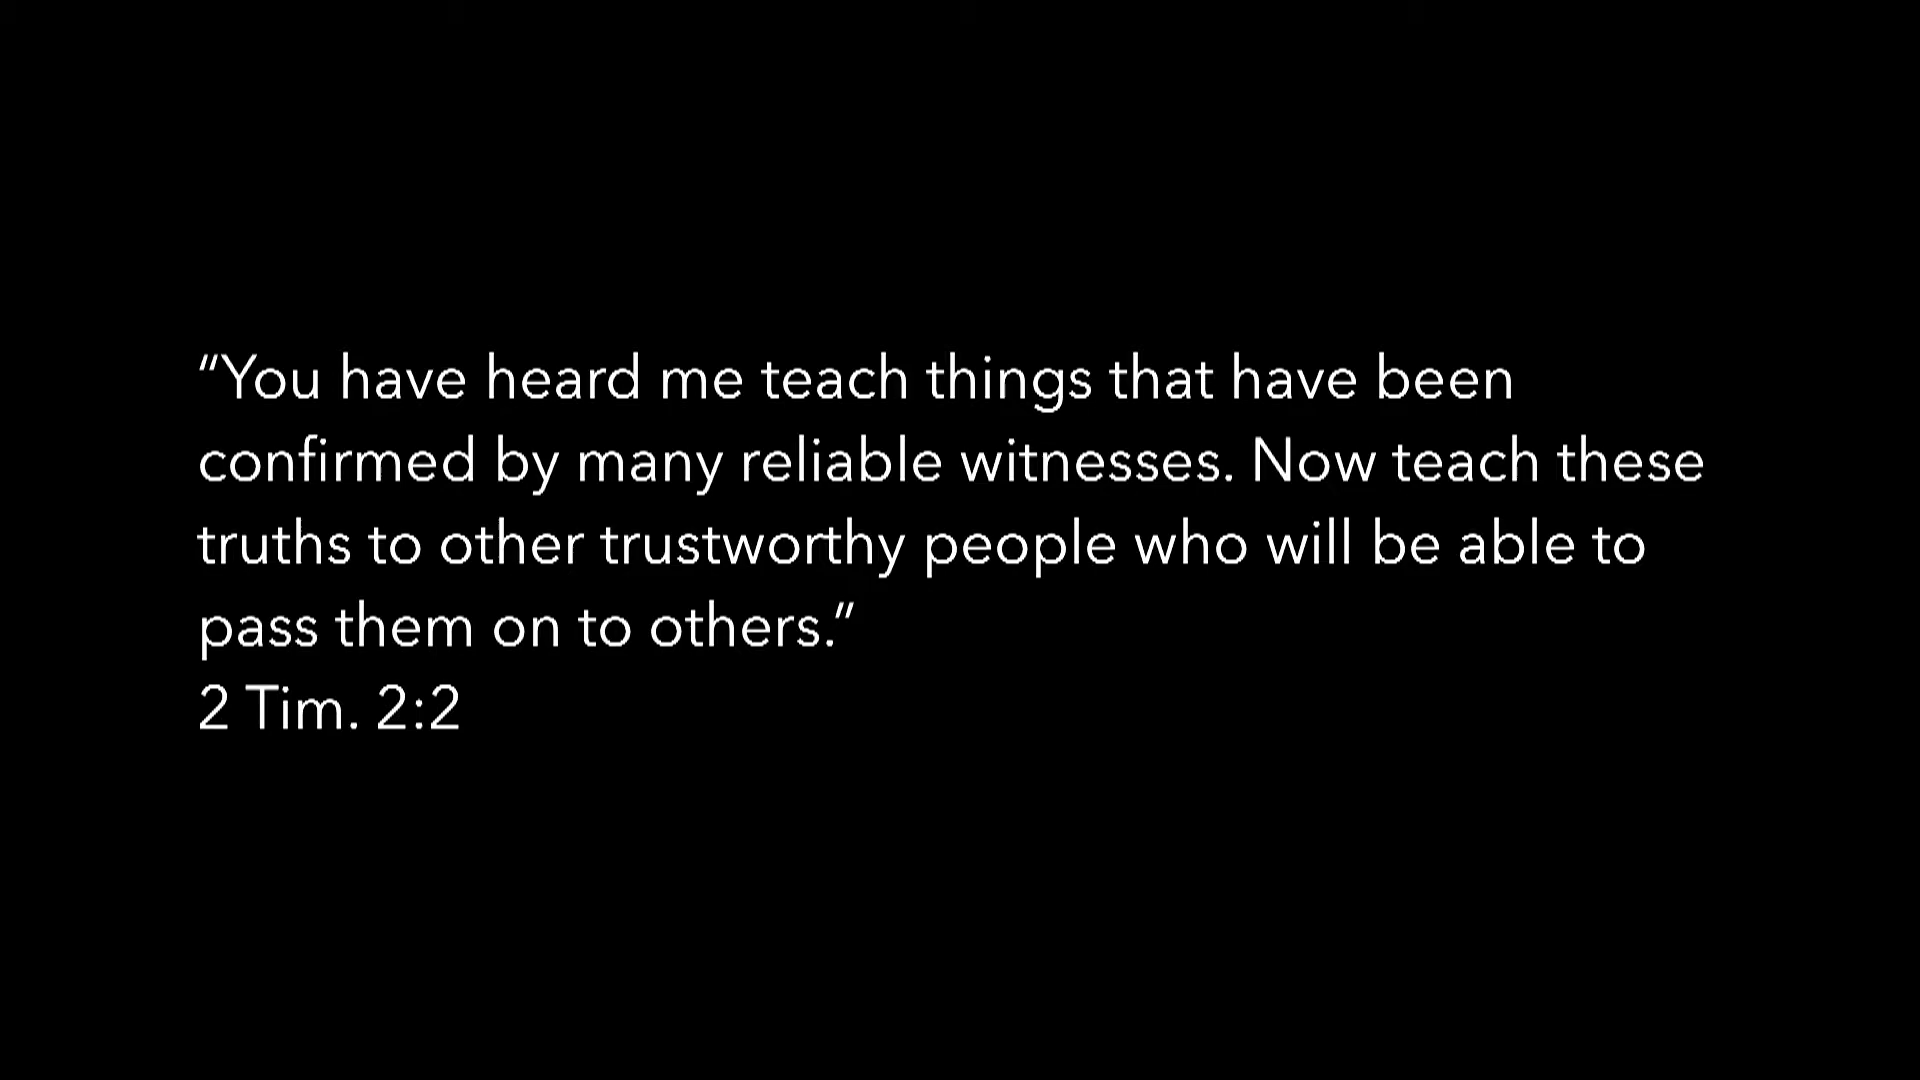 “You have heard me teach things that have been
confirmed by many reliable witnesses. Now teach these
truths to other trustworthy people who will be able to
pass them on to others.”
2 Tim. 2:2